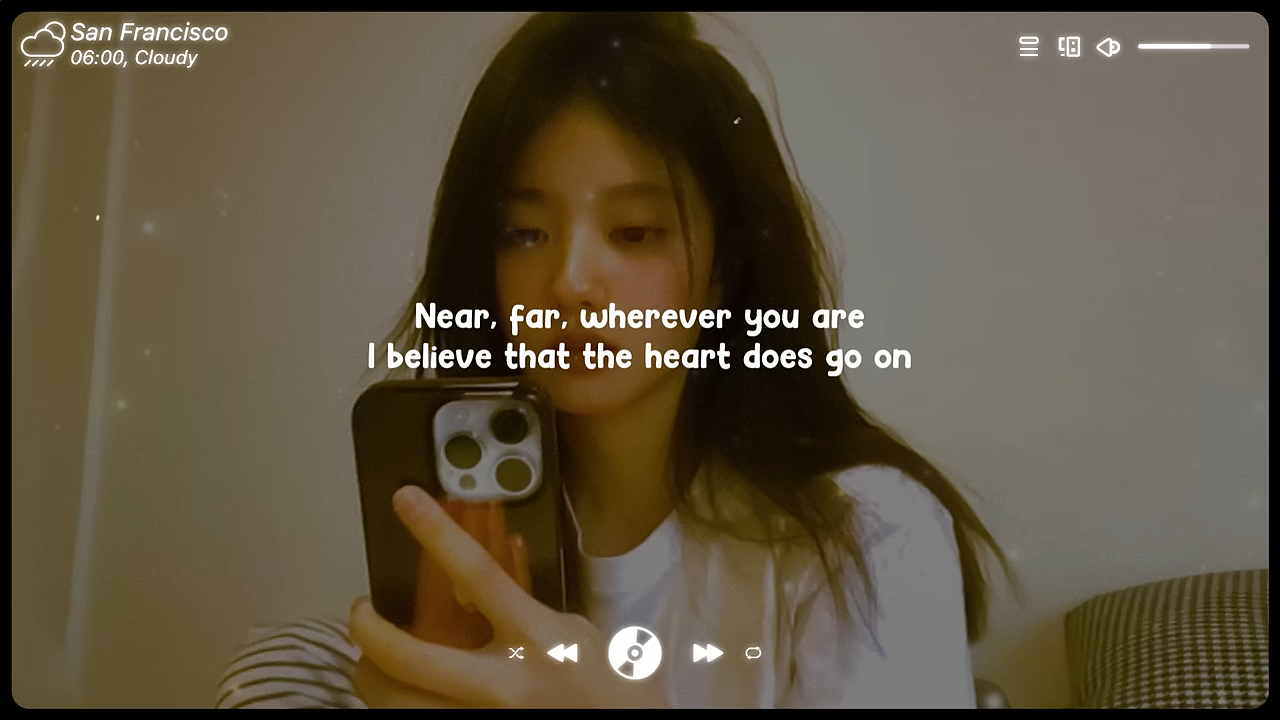 San Francisco
06:00, Cloudy
Near, far, wherever you are
I believe that the heart does go on